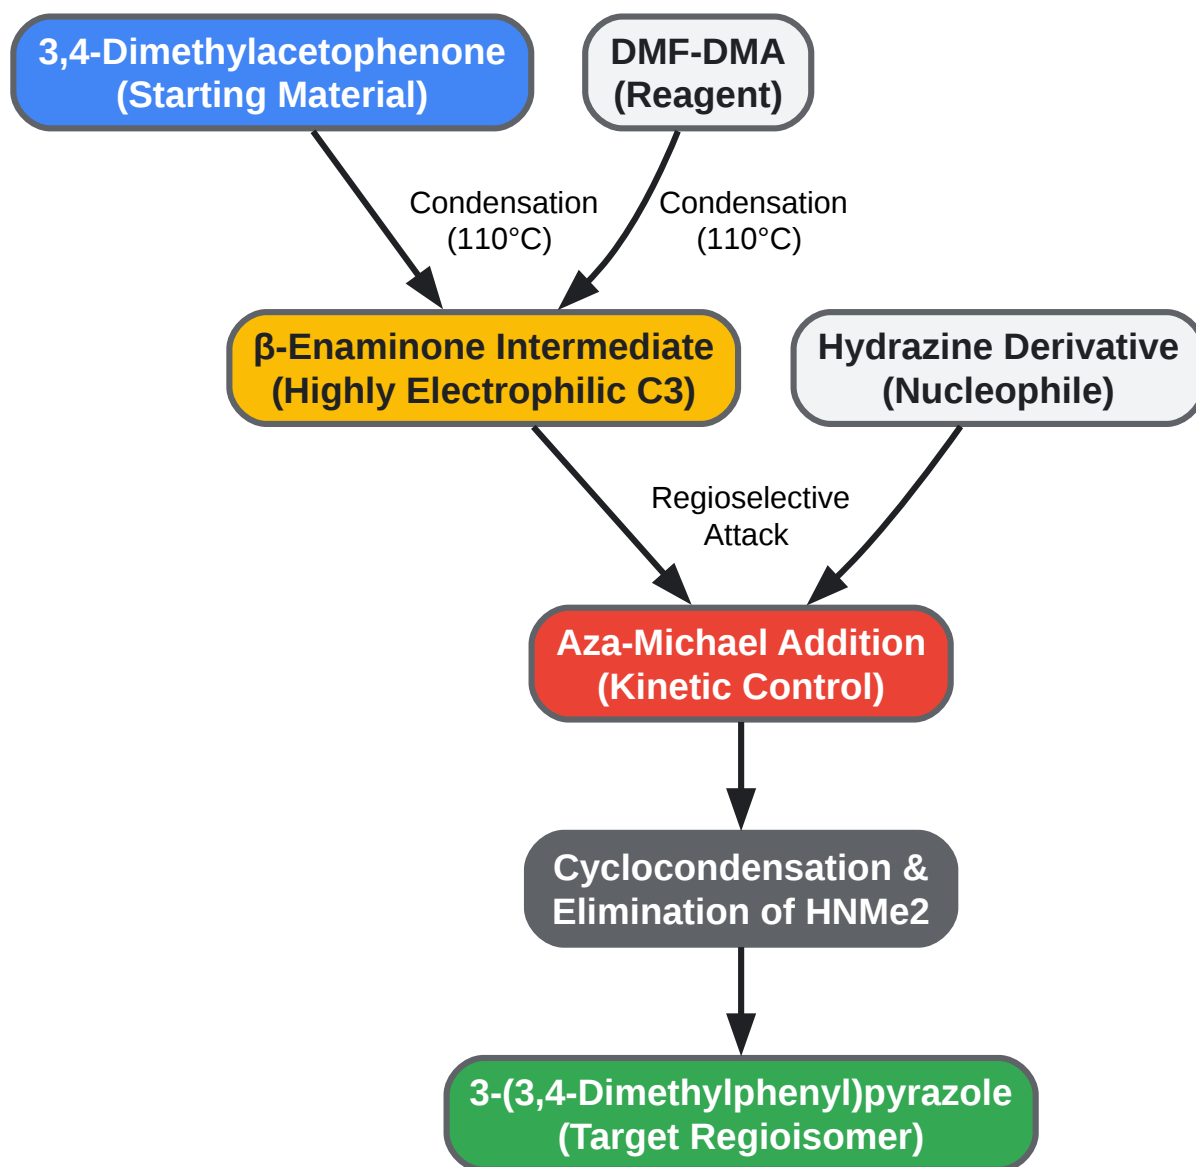 3,4-Dimethylacetophenone
(Starting Material)
DMF-DMA
(Reagent)
Condensation
(110°C)
Condensation
(110°C)
β-Enaminone Intermediate
(Highly Electrophilic C3)
Hydrazine Derivative
(Nucleophile)
Regioselective
Attack
Aza-Michael Addition
(Kinetic Control)
Cyclocondensation &
Elimination of HNMe2
3-(3,4-Dimethylphenyl)pyrazole
(Target Regioisomer)